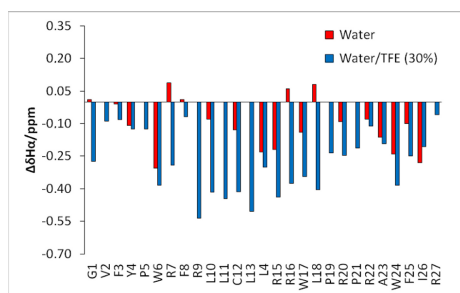 0.35
0.20
0.05
-0.10
-0.25
-0.40
-0.55
-0.70
ΔδHα/ppm
Water
Water/TFE (30%)
G1 V2 F3 Y4 P5 W6 R7 F8 R9 L10 L11 C12 L13 L4 R15 R16 W17 L18 P19 R20 P21 R22 A23 W24 F25 I26 R27